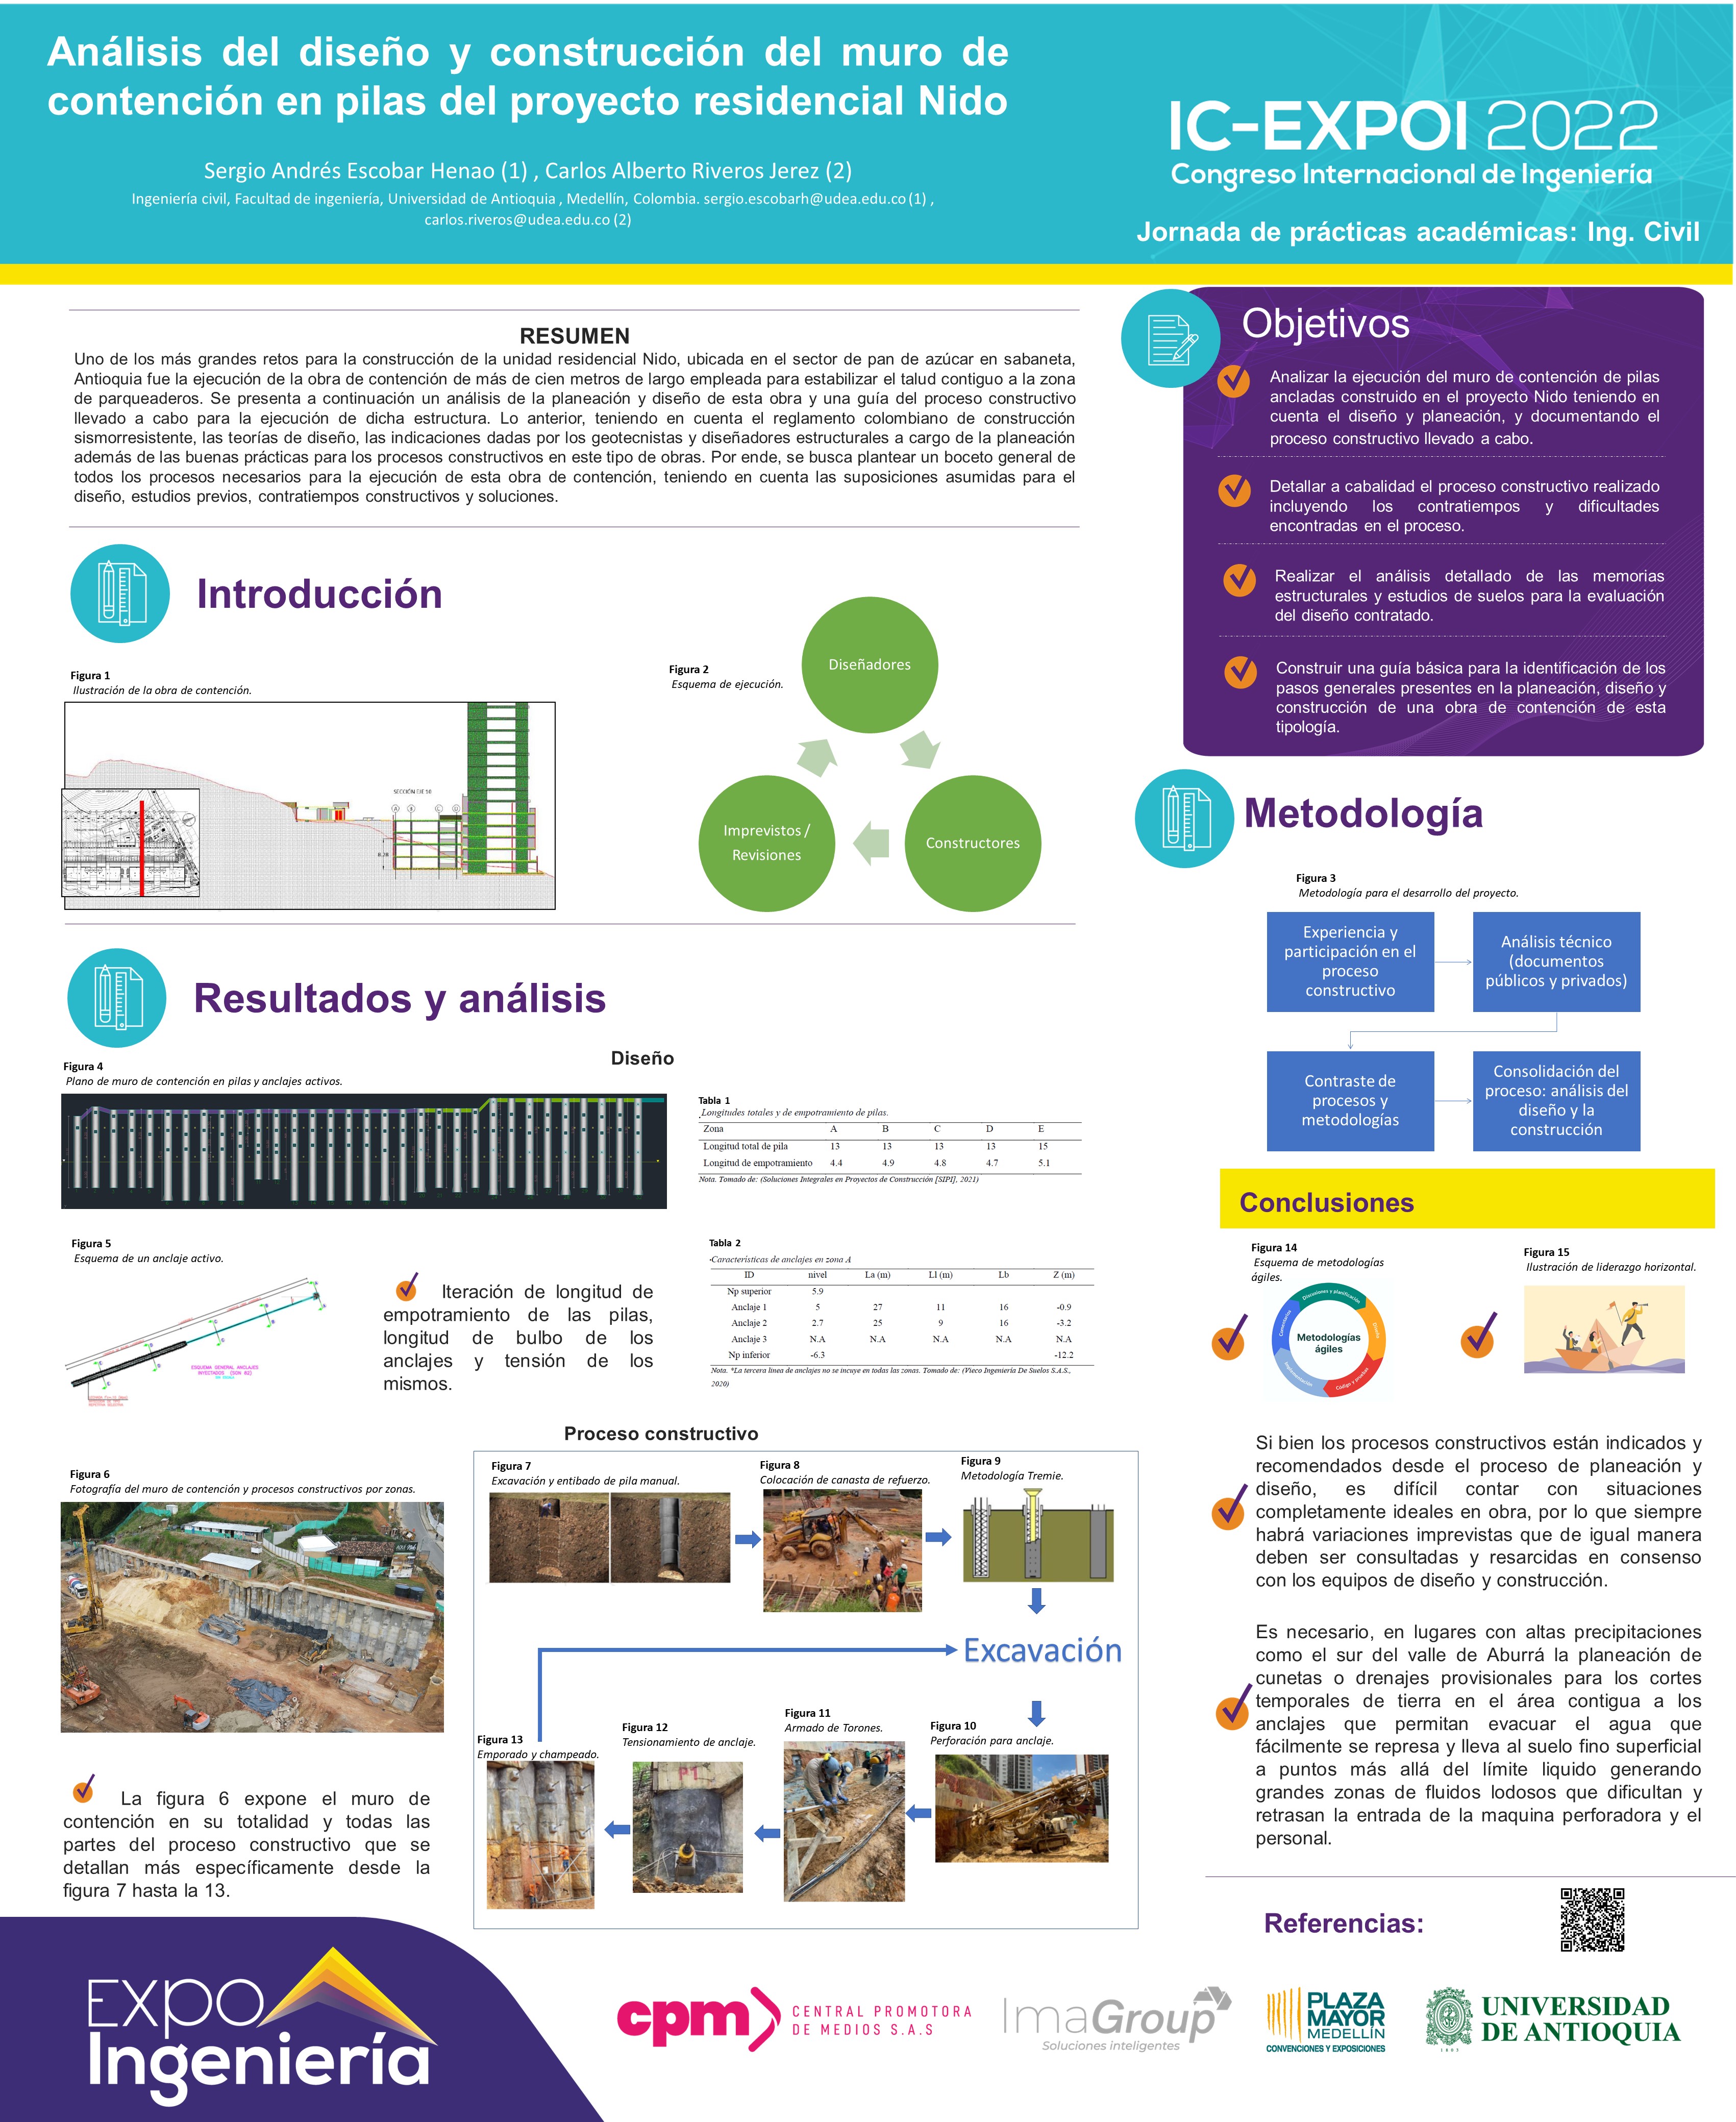 Análisis del diseño y construcción del muro de
contención en pilas del proyecto residencial Nido
Sergio Andrés Escobar Henao (1) , Carlos Alberto Riveros Jerez (2)
Ingeniería civil, Facultad de ingeniería, Universidad de Antioquia , Medellín, Colombia. sergio.escobarh@udea.edu.co (1) ,
carlos.riveros@udea.edu.co (2)
IC-EXPOI 2022
Congreso Internacional de Ingeniería
Jornada de prácticas académicas: Ing. Civil
RESUMEN
Uno de los más grandes retos para la construcción de la unidad residencial Nido, ubicada en el sector de pan de azúcar en sabaneta,
Antioquia fue la ejecución de la obra de contención de más de cien metros de largo empleada para estabilizar el talud contiguo a la zona
de parqueaderos. Se presenta a continuación un análisis de la planeación y diseño de esta obra y una guía del proceso constructivo
llevado a cabo para la ejecución de dicha estructura. Lo anterior, teniendo en cuenta el reglamento colombiano de construcción
sismorresistente, las teorías de diseño, las indicaciones dadas por los geotecnistas y diseñadores estructurales a cargo de la planeación
además de las buenas prácticas para los procesos constructivos en este tipo de obras. Por ende, se busca plantear un boceto general de
todos los procesos necesarios para la ejecución de esta obra de contención, teniendo en cuenta las suposiciones asumidas para el
diseño, estudios previos, contratiempos constructivos y soluciones.
Objetivos
Analizar la ejecución del muro de contención de pilas
ancladas construido en el proyecto Nido teniendo en
cuenta el diseño y planeación, y documentando el
proceso constructivo llevado a cabo.
Detallar a cabalidad el proceso constructivo realizado
incluyendo los contratiempos y dificultades
encontradas en el proceso.
Realizar el análisis detallado de las memorias
estructurales y estudios de suelos para la evaluación
del diseño contratado.
Construir una guía básica para la identificación de los
pasos generales presentes en la planeación, diseño y
construcción de una obra de contención de esta
tipología.
Introducción
Figura 1
Ilustración de la obra de contención.
SECCIÓN EJE 10
Figura 2
Esquema de ejecución.
Diseñadores
Constructores
Imprevistos /
Revisiones
Metodología
Figura 3
Metodología para el desarrollo del proyecto.
Experiencia y
participación en el
proceso
constructivo
Análisis técnico
(documentos
públicos y privados)
Contraste de
procesos y
metodologías
Consolidación del
proceso: análisis del
diseño y la
construcción
Resultados y análisis
Diseño
Figura 4
Plano de muro de contención en pilas y anclajes activos.
Tabla 1
Longitudes totales y de empotramiento de pilas.
Zona A B C D E
Longitud total de pila 13 13 13 13 15
Longitud de empotramiento 4.4 4.9 4.8 4.7 5.1
Nota. Tomado de: (Soluciones Integrales en Proyectos de Construcción [SIPI], 2021)
Figura 5
Esquema de un anclaje activo.
ESQUEMA GENERAL ANCLAJES
INYECTADOS (SON 82)
Iteración de longitud de
empotramiento de las pilas,
longitud de bulbo de los
anclajes y tensión de los
mismos.
Tabla 2
Características de anclajes en zona A
ID nivel La (m) Ll (m) Lb Z (m)
Np superior 5.9
Anclaje 1 5 27 11 16 -0.9
Anclaje 2 2.7 25 9 16 -3.2
Anclaje 3 N.A N.A N.A N.A N.A
Np inferior -6.3 -12.2
Nota. *La tercera línea de anclajes no se incuye en todas las zonas. Tomado de: (Vieco Ingeniería De Suelos S.A.S.,
2020)
Proceso constructivo
Figura 6
Fotografía del muro de contención y procesos constructivos por zonas.
La figura 6 expone el muro de
contención en su totalidad y todas las
partes del proceso constructivo que se
detallan más específicamente desde la
figura 7 hasta la 13.
Figura 7
Excavación y entibado de pila manual.
Figura 8
Colocación de canasta de refuerzo.
Figura 9
Metodología Tremie.
Excavación
Figura 10
Perforación para anclaje.
Figura 11
Armado de Torones.
Figura 12
Tensionamiento de anclaje.
P1
Figura 13
Emporado y champeado.
Conclusiones
Figura 14
Esquema de metodologías
ágiles.
Metodologías
ágiles
Discusiones y planificación
Diseño
Código y pruebas
Implementación
Comentarios
Figura 15
Ilustración de liderazgo horizontal.
Si bien los procesos constructivos están indicados y
recomendados desde el proceso de planeación y
diseño, es difícil contar con situaciones
completamente ideales en obra, por lo que siempre
habrá variaciones imprevistas que de igual manera
deben ser consultadas y resarcidas en consenso
con los equipos de diseño y construcción.
Es necesario, en lugares con altas precipitaciones
como el sur del valle de Aburrá la planeación de
cunetas o drenajes provisionales para los cortes
temporales de tierra en el área contigua a los
anclajes que permitan evacuar el agua que
fácilmente se represa y lleva al suelo fino superficial
a puntos más allá del límite liquido generando
grandes zonas de fluidos lodosos que dificultan y
retrasan la entrada de la maquina perforadora y el
personal.
Referencias:
EXPO
Ingeniería
cpm
CENTRAL PROMOTORA
DE MEDIOS S.A.S
ImaGroup
Soluciones inteligentes
PLAZA
MAYOR
MEDELLÍN
CONVENCIONES Y EXPOSICIONES
UNIVERSIDAD
DE ANTIOQUIA
1803